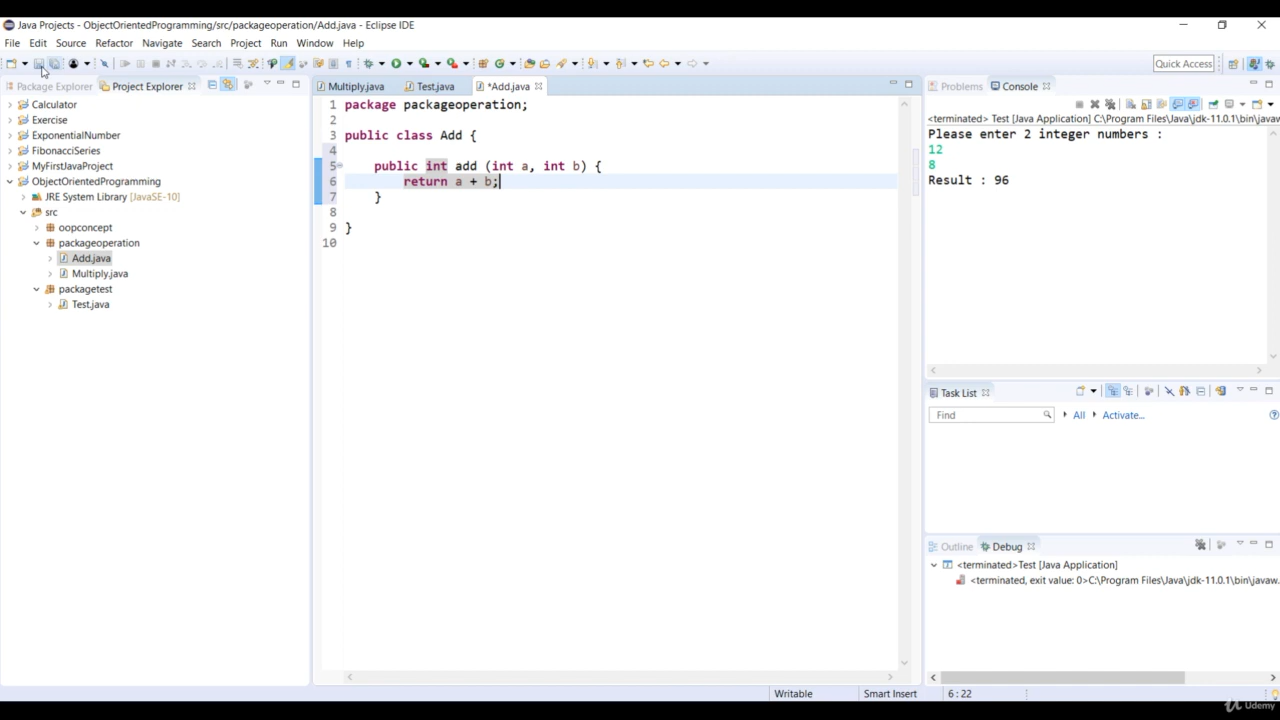 Java Projects - ObjectOrientedProgramming/src/packageoperation/Add.java - Eclipse IDE
File Edit Source Refactor Navigate Search Project Run Window Help
Quick Access
Package Explorer Project Explorer
Multiply.java Test.java *Add.java
Problems Console
Calculator
Exercise
ExponentialNumber
FibonacciSeries
MyFirstJavaProject
ObjectOrientedProgramming
JRE System Library [JavaSE-10]
src
oopconcept
packageoperation
Add.java
Multiply.java
packagetest
Test.java
1 package packageoperation;
2
3 public class Add {
4
5 public int add (int a, int b) {
6 return a + b;
7 }
8
9 }
10
<terminated> Test [Java Application] C:\Program Files\Java\jdk-11.0.1\bin\javaw
Please enter 2 integer numbers :
12
8
Result : 96
Task List
Find All Activate...
Outline Debug
<terminated>Test [Java Application]
<terminated, exit value: 0>C:\Program Files\Java\jdk-11.0.1\bin\javaw.
Writable Smart Insert 6 : 22
Udemy